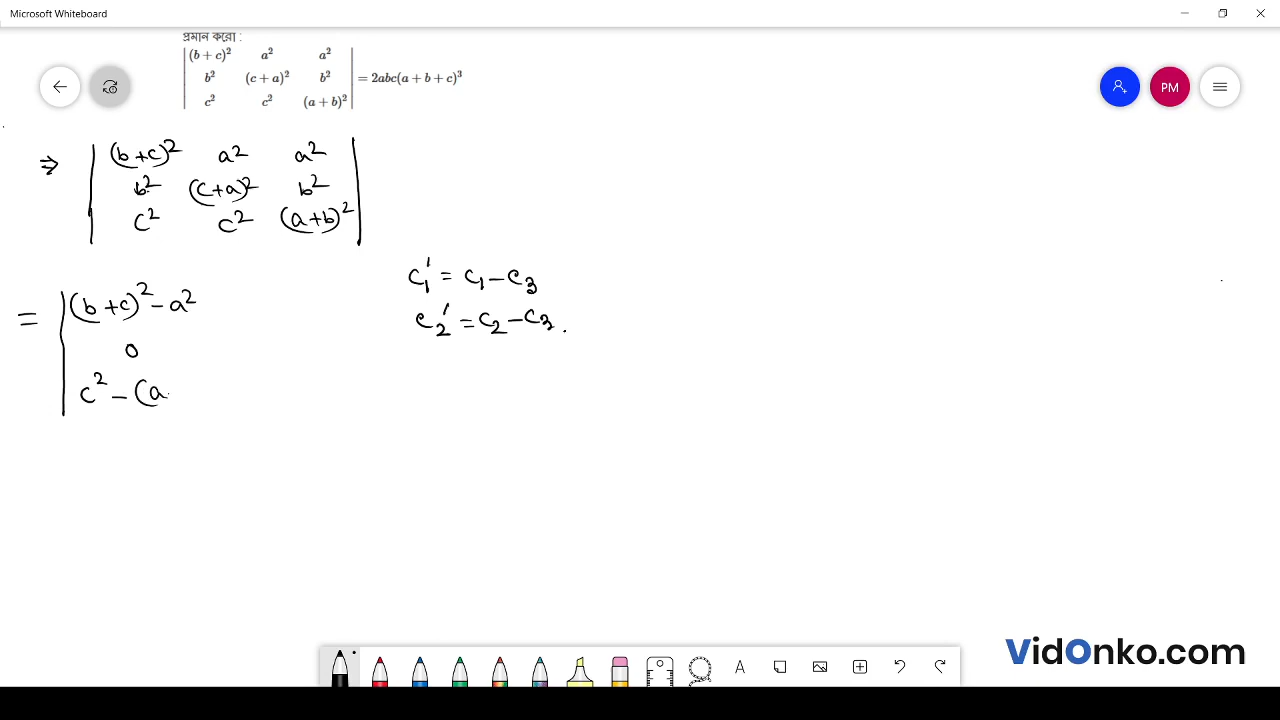 Microsoft Whiteboard
প্রমান করো :
| (b + c)² a² a² |
| b² (c + a)² b² | = 2abc(a + b + c)³
| c² c² (a + b)² |
PM
⇒ | (b+c)² a² a² |
| b² (c+a)² b² |
| c² c² (a+b)² |
c₁' = c₁ - c₃
c₂' = c₂ - c₃ .
= | (b+c)² - a²
| 0
| c² - (a
A
VidOnko.com